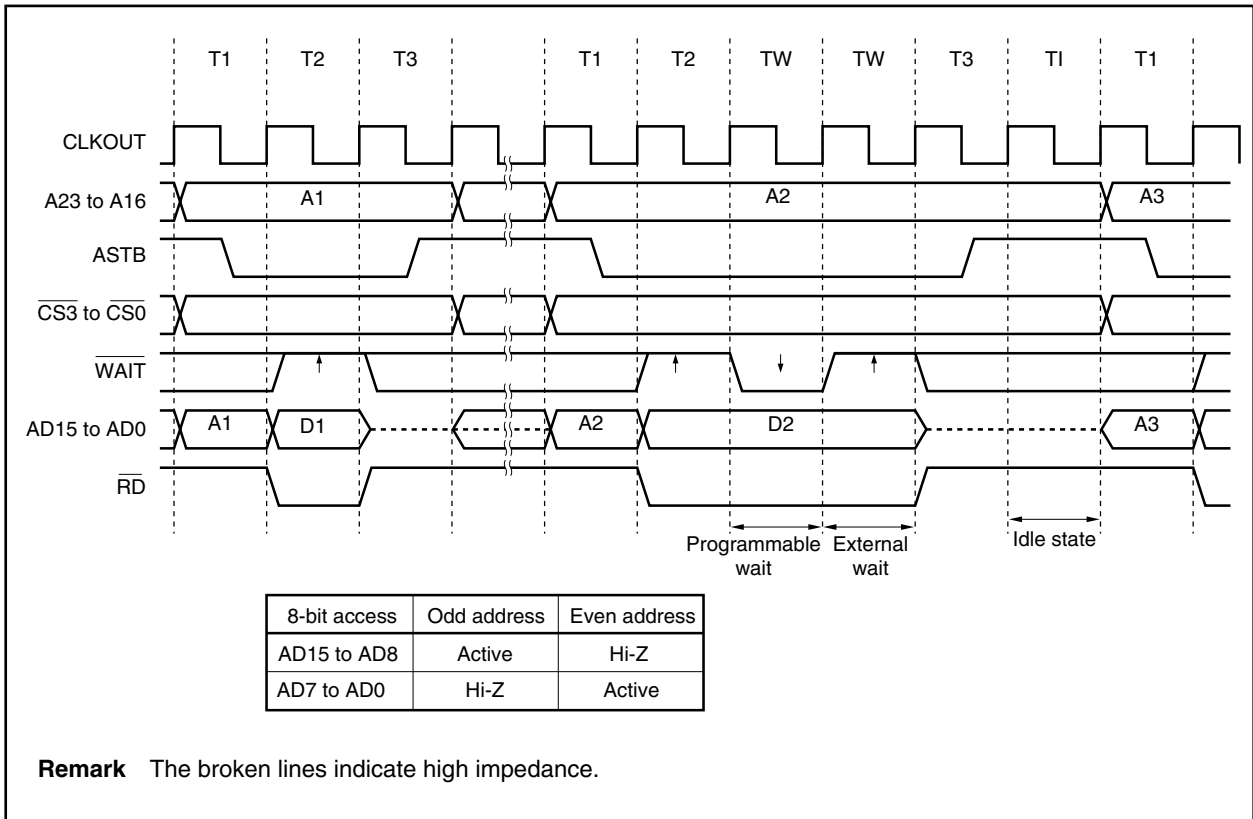 T1 T2 T3 T1 T2 TW TW T3 TI T1
CLKOUT
A23 to A16 A1 A2 A3
ASTB
CS3 to CS0
WAIT
AD15 to AD0 A1 D1 A2 D2 A3
RD
Programmable wait
External wait
Idle state
8-bit access Odd address Even address
AD15 to AD8 Active Hi-Z
AD7 to AD0 Hi-Z Active
Remark The broken lines indicate high impedance.